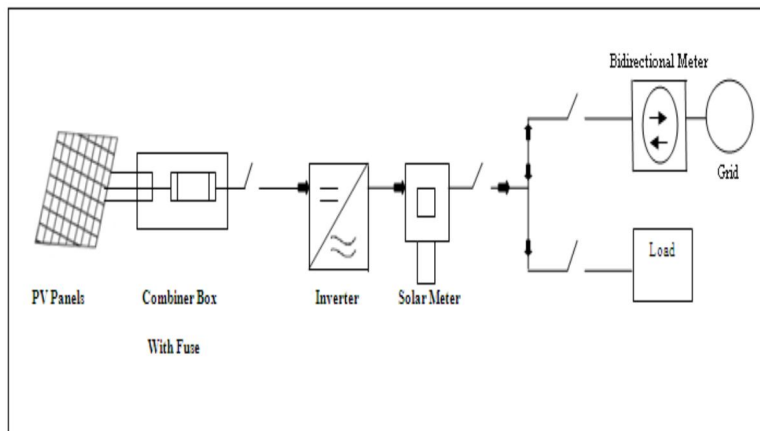 Bidirectional Meter
Grid
Load
PV Panels
Combiner Box
With Fuse
Inverter
Solar Meter